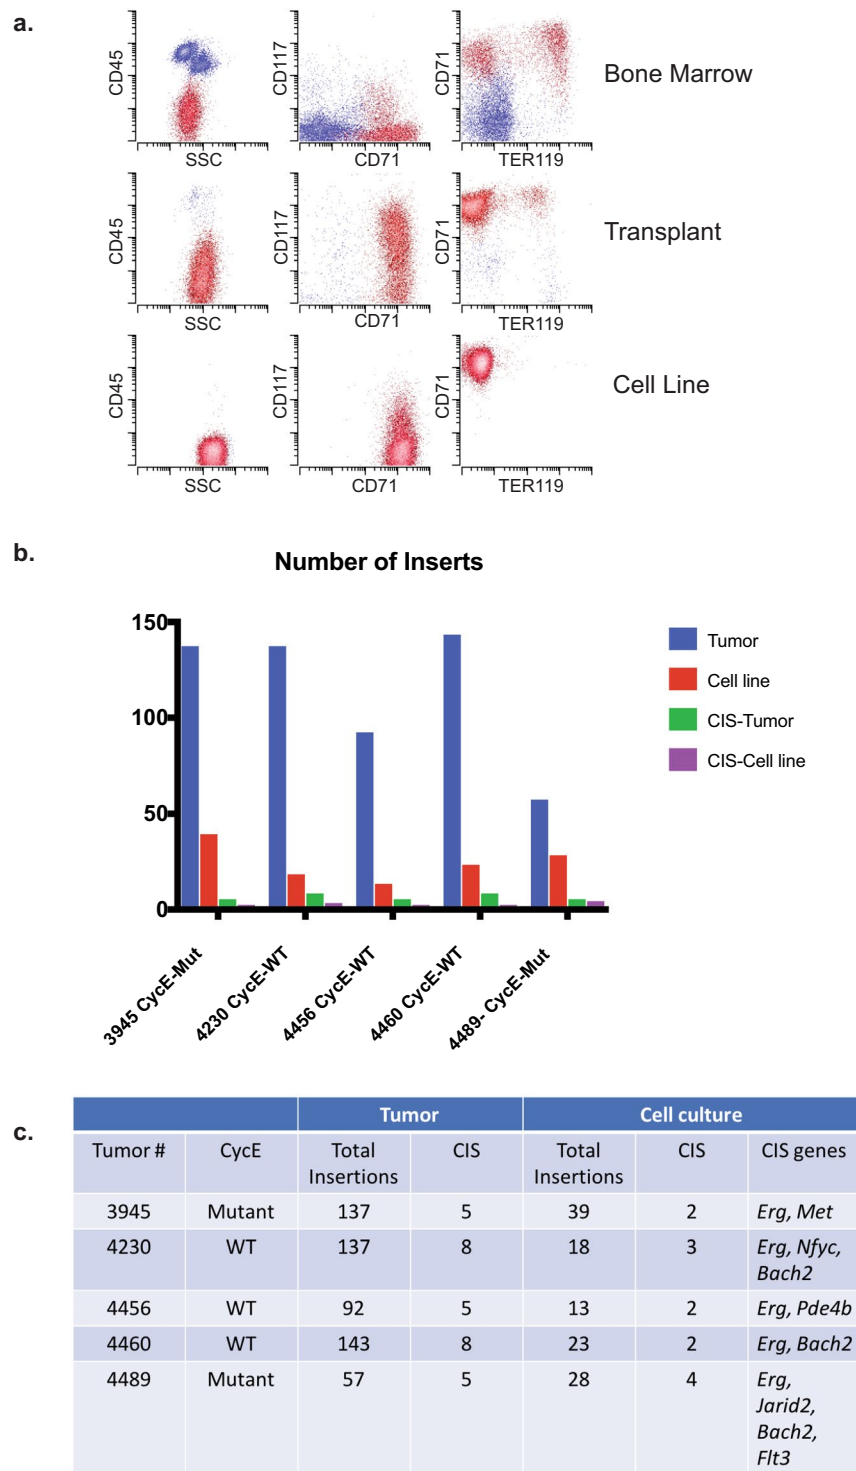 a.
CD45
SSC
CD117
CD71
CD71
TER119
Bone Marrow
CD45
SSC
CD117
CD71
CD71
TER119
Transplant
CD45
SSC
CD117
CD71
CD71
TER119
Cell Line
b.
Number of Inserts
150
100
50
0
3945 CycE-Mut
4230 CycE-WT
4456 CycE-WT
4460 CycE-WT
4489- CycE-Mut
Tumor
Cell line
CIS-Tumor
CIS-Cell line
c.
Tumor Cell culture
Tumor # CycE Total CIS Total CIS CIS genes
Insertions Insertions
3945 Mutant 137 5 39 2 Erg, Met
4230 WT 137 8 18 3 Erg, Nfyc,
Bach2
4456 WT 92 5 13 2 Erg, Pde4b
4460 WT 143 8 23 2 Erg, Bach2
4489 Mutant 57 5 28 4 Erg,
Jarid2,
Bach2,
Flt3